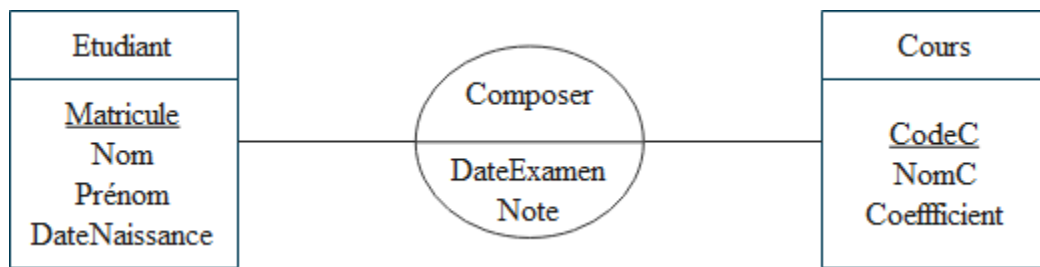 Etudiant
Matricule
Nom
Prénom
DateNaissance
Composer
DateExamen
Note
Cours
CodeC
NomC
Coeffficient